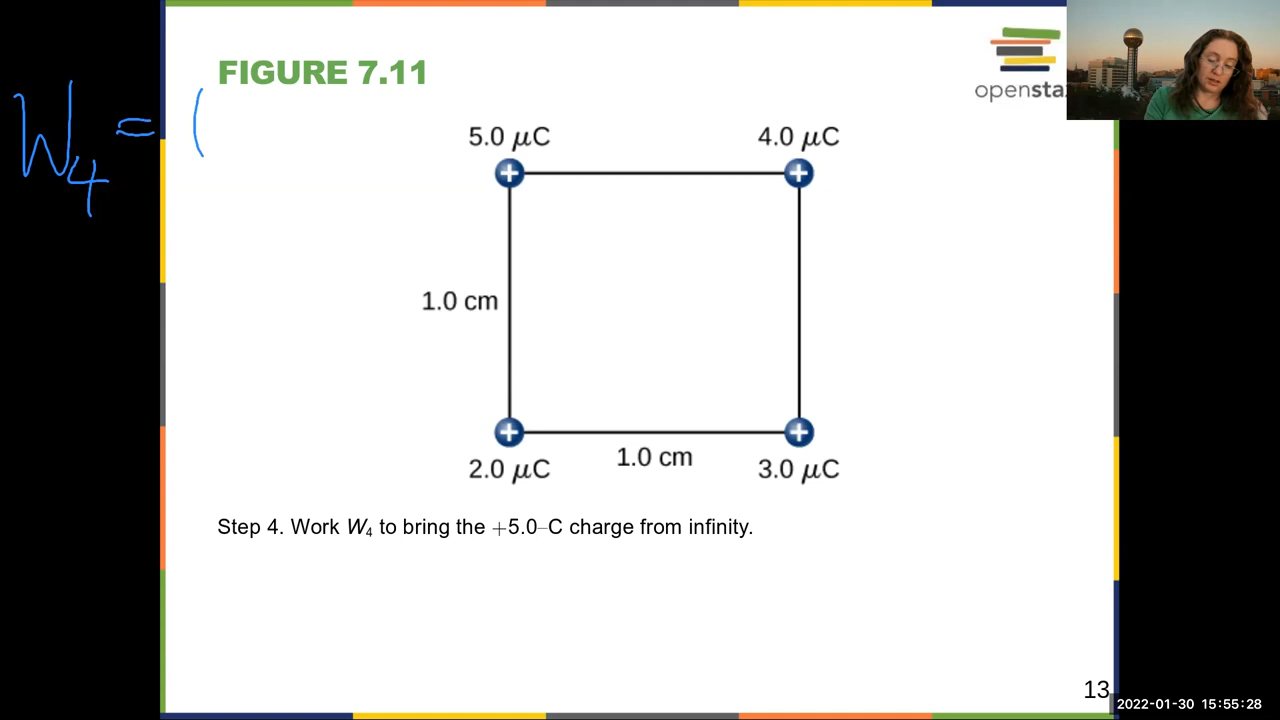 FIGURE 7.11
opensta
W₄ = (
5.0 μC
4.0 μC
1.0 cm
1.0 cm
2.0 μC
3.0 μC
Step 4. Work W₄ to bring the +5.0–C charge from infinity.
13
2022-01-30 15:55:28